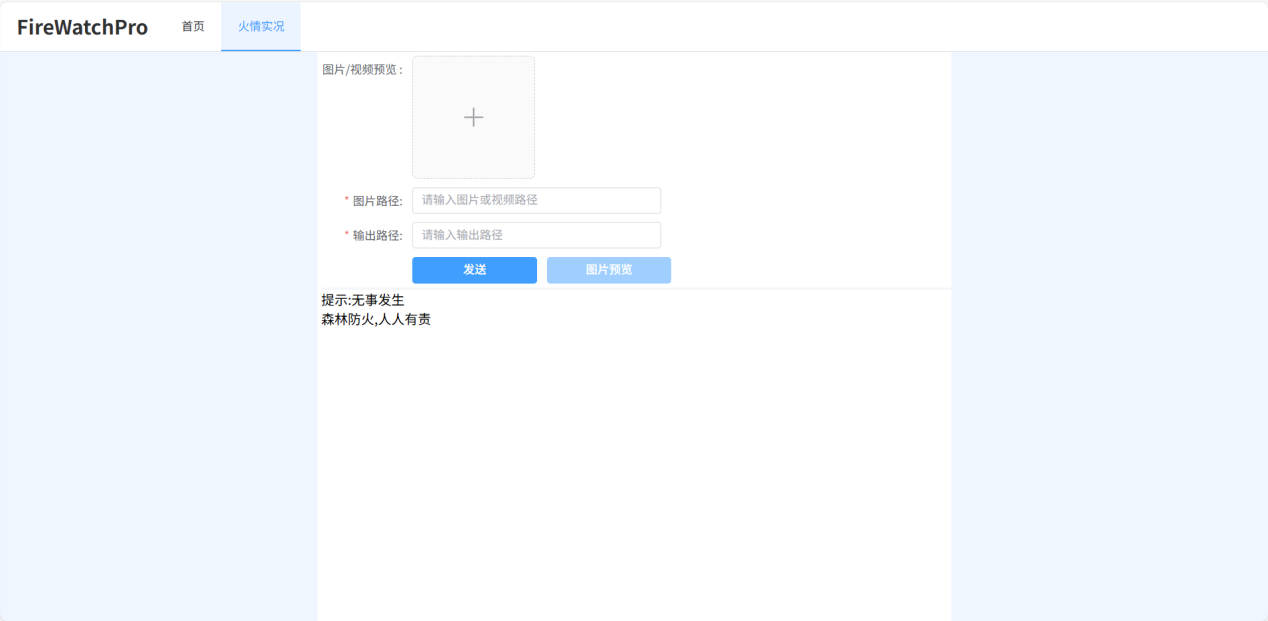 FireWatchPro 首页 火情实况
图片/视频预览 :
* 图片路径: 请输入图片或视频路径
* 输出路径: 请输入输出路径
发送 图片预览
提示:无事发生
森林防火,人人有责